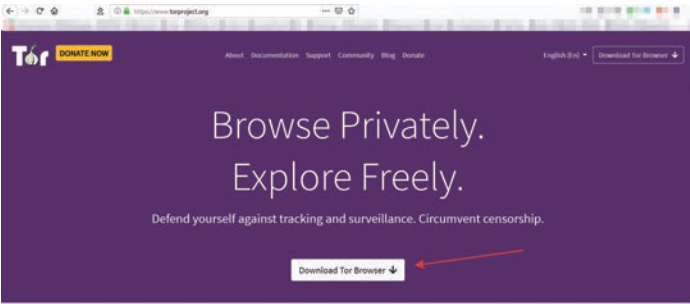 https://www.torproject.org
Tor
DONATE NOW
About Documentation Support Community Blog Donate
English (En)
Download Tor Browser
Browse Privately.
Explore Freely.
Defend yourself against tracking and surveillance. Circumvent censorship.
Download Tor Browser